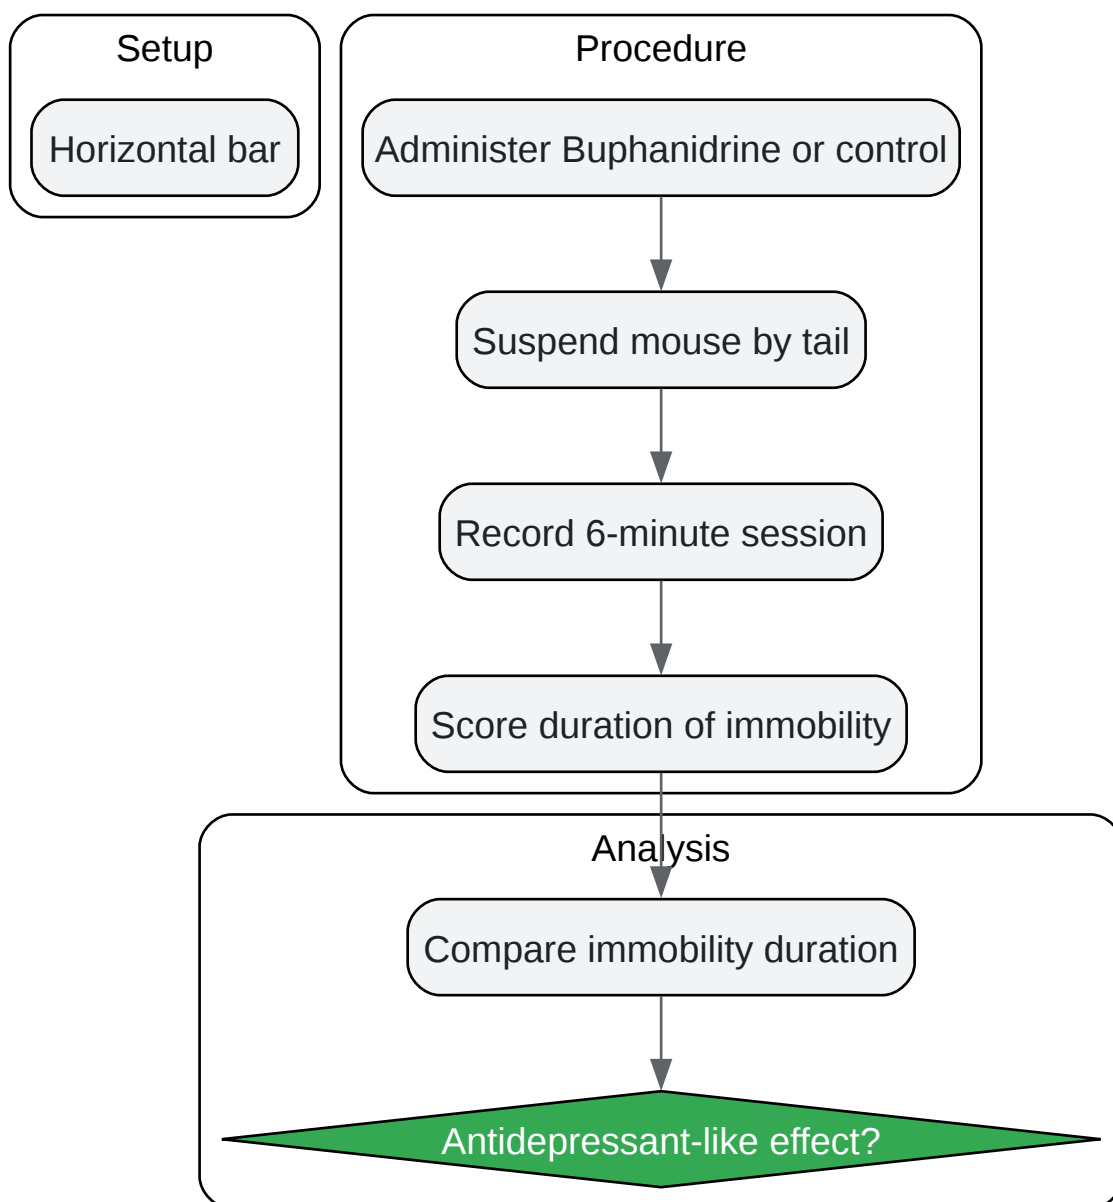 Setup
Horizontal bar
Procedure
Administer Buphanidrine or control
Suspend mouse by tail
Record 6-minute session
Score duration of immobility
Analysis
Compare immobility duration
Antidepressant-like effect?